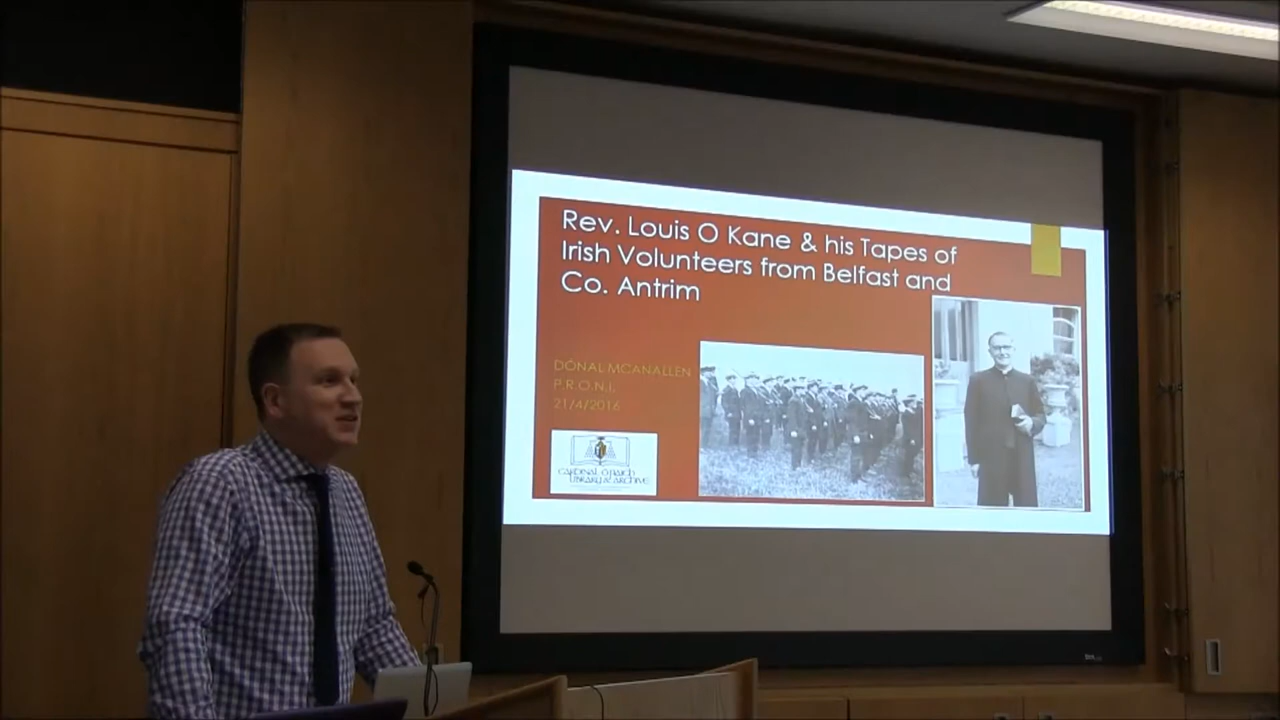 Rev. Louis O Kane & his Tapes of
Irish Volunteers from Belfast and
Co. Antrim
DÓNAL MCANALLEN
P.R.O.N.I.
21/4/2016
CARDINAL Ó FIAICH
LIBRARY & ARCHIVE